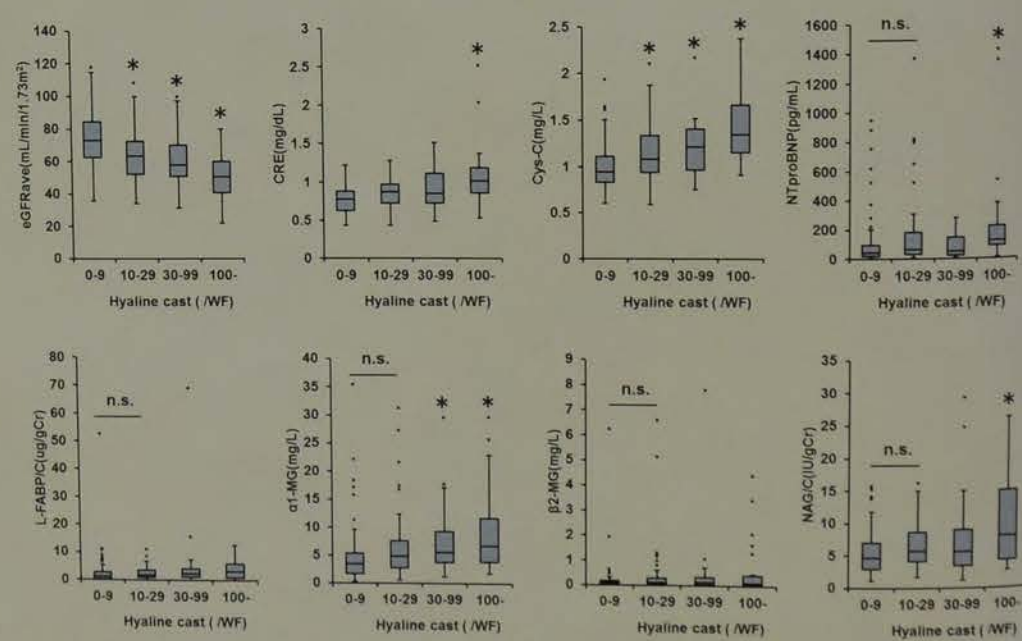 eGFRave(mL/min/1.73m²)
140
120
100
80
60
40
20
0
*
*
*
0-9 10-29 30-99 100-
Hyaline cast ( /WF)
CRE(mg/dL)
3
2.5
2
1.5
1
0.5
0
*
0-9 10-29 30-99 100-
Hyaline cast ( /WF)
Cys-C(mg/L)
2.5
2
1.5
1
0.5
0
*
*
*
0-9 10-29 30-99 100-
Hyaline cast ( /WF)
NTproBNP(pg/mL)
1600
1400
1200
1000
800
600
400
200
0
n.s.
*
0-9 10-29 30-99 100-
Hyaline cast ( /WF)
L-FABP/C(ug/gCr)
80
70
60
50
40
30
20
10
0
n.s.
0-9 10-29 30-99 100-
Hyaline cast ( /WF)
α1-MG(mg/L)
40
35
30
25
20
15
10
5
0
n.s.
*
*
0-9 10-29 30-99 100-
Hyaline cast ( /WF)
β2-MG(mg/L)
9
8
7
6
5
4
3
2
1
0
n.s.
0-9 10-29 30-99 100-
Hyaline cast ( /WF)
NAG/C(IU/gCr)
35
30
25
20
15
10
5
0
n.s.
*
0-9 10-29 30-99 100-
Hyaline cast ( /WF)